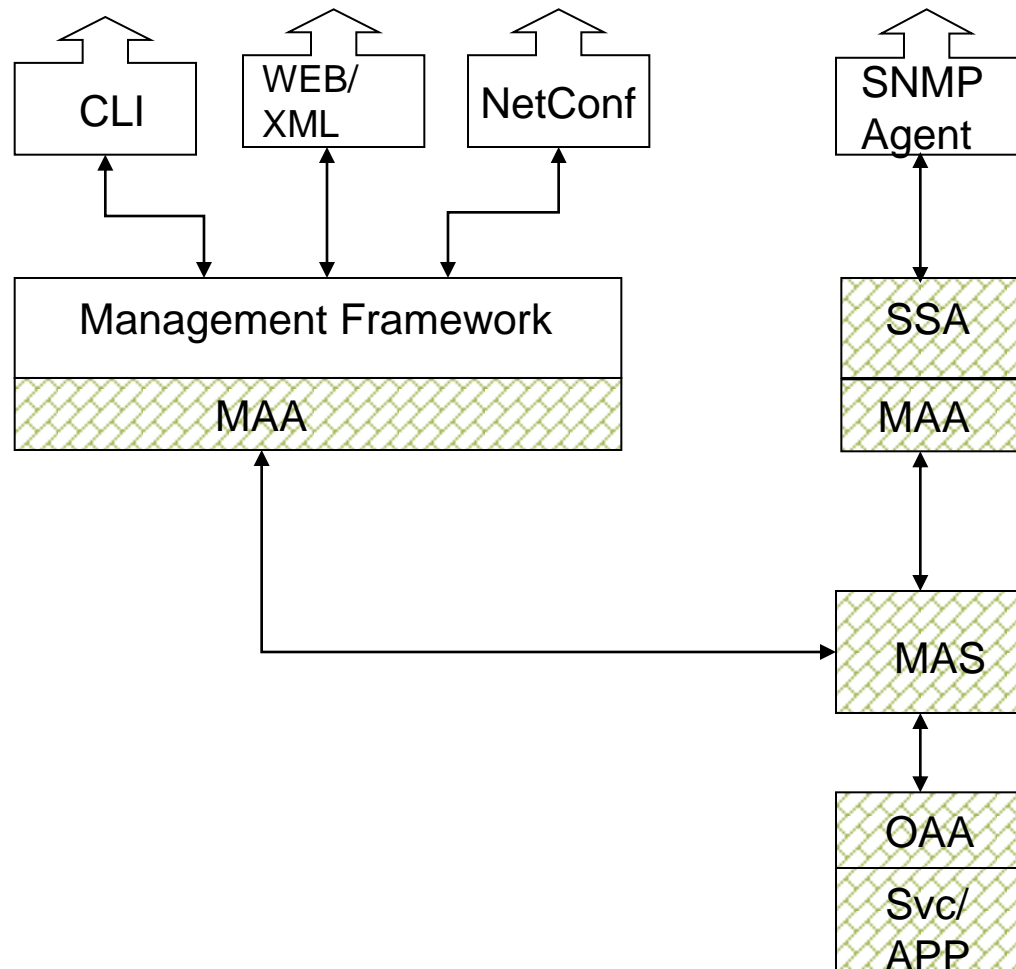 CLI
WEB/
XML
NetConf
SNMP
Agent
Management Framework
SSA
MAA
MAA
MAS
OAA
Svc/
APP